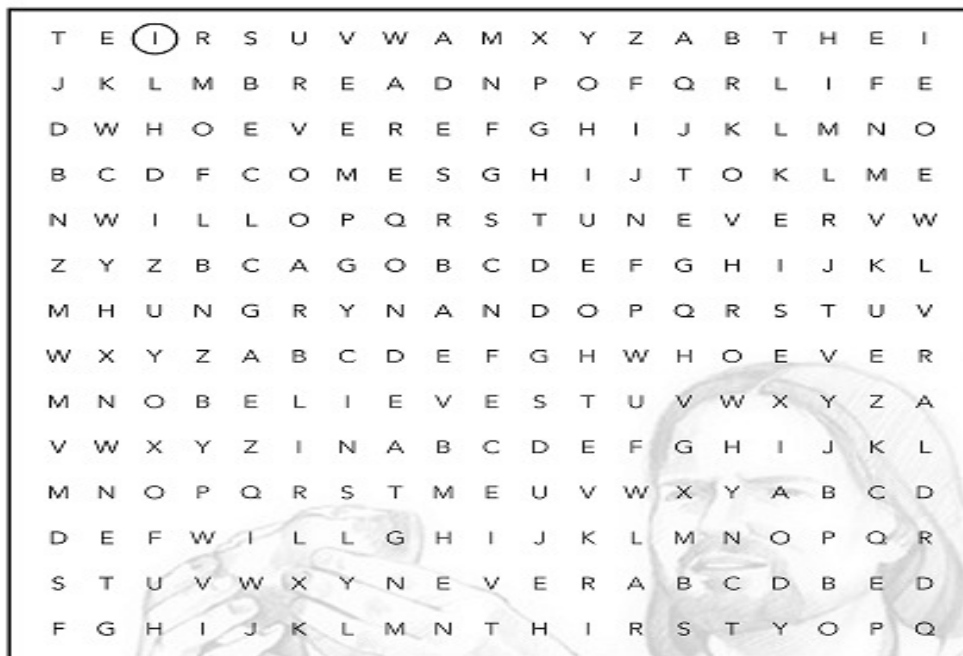 T E I R S U V W A M X Y Z A B T H E I
J K L M B R E A D N P O F Q R L I F E
D W H O E V E R E F G H I J K L M N O
B C D F C O M E S G H I J T O K L M E
N W I L L O P Q R S T U N E V E R V W
Z Y Z B C A G O B C D E F G H I J K L
M H U N G R Y N A N D O P Q R S T U V
W X Y Z A B C D E F G H W H O E V E R
M N O B E L I E V E S T U V W X Y Z A
V W X Y Z I N A B C D E F G H I J K L
M N O P Q R S T M E U V W X Y A B C D
D E F W I L L G H I J K L M N O P Q R
S T U V W X Y N E V E R A B C D B E D
F G H I J K L M N T H I R S T Y O P Q